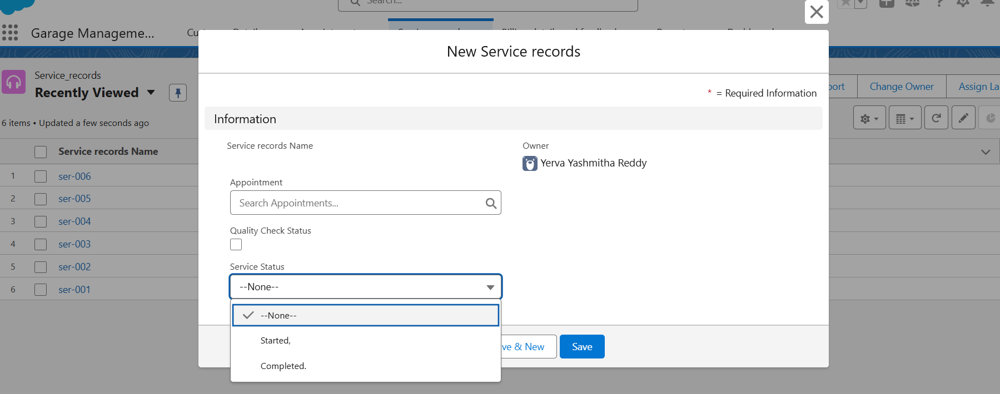 Search...
Garage Manageme...
New Service records
Service_records
Recently Viewed
Change Owner
Assign La
* = Required Information
6 items • Updated a few seconds ago
Information
Service records Name
Service records Name
Owner
Yerva Yashmitha Reddy
1 ser-006
2 ser-005
3 ser-004
4 ser-003
5 ser-002
6 ser-001
Appointment
Search Appointments...
Quality Check Status
Service Status
--None--
--None--
Started,
Completed.
ve & New
Save